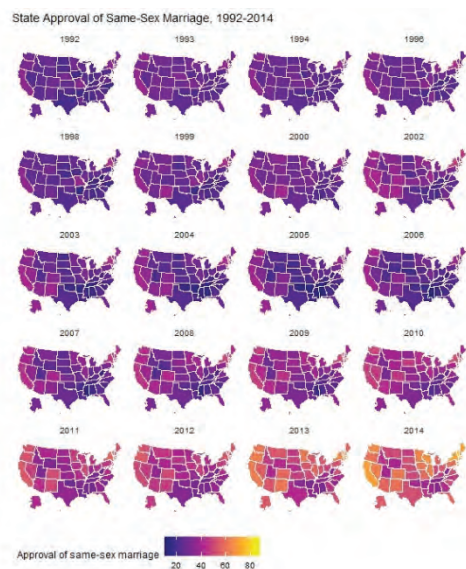 State Approval of Same-Sex Marriage, 1992-2014
1992 1993 1994 1996
1998 1999 2000 2002
2003 2004 2005 2006
2007 2008 2009 2010
2011 2012 2013 2014
Approval of same-sex marriage
20 40 60 80